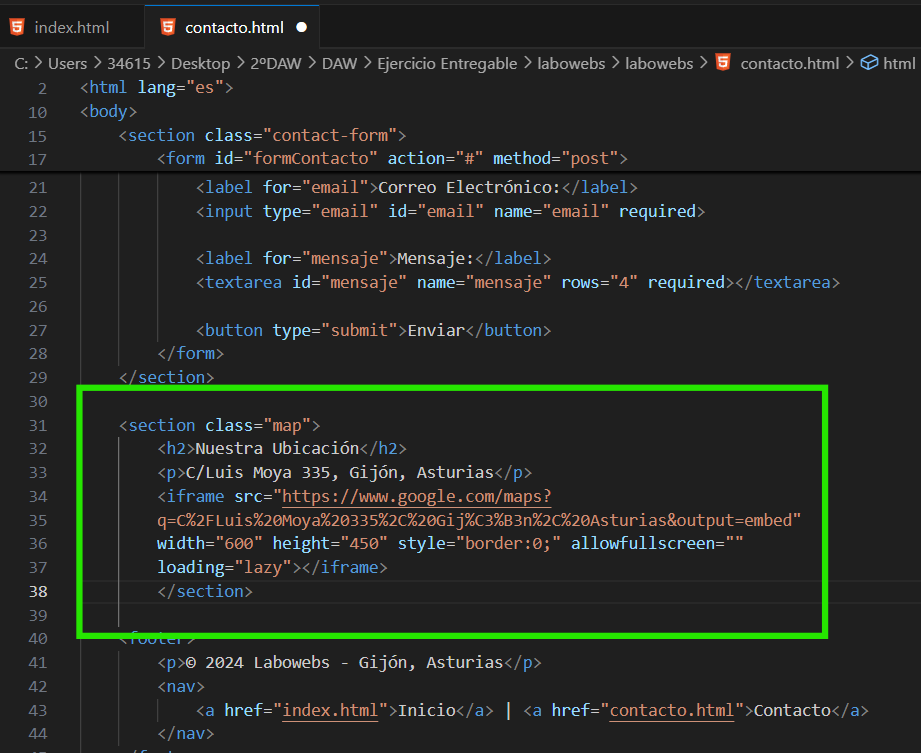 index.html contacto.html
C: > Users > 34615 > Desktop > 2ºDAW > DAW > Ejercicio Entregable > labowebs > labowebs > contacto.html > html
2 <html lang="es">
10 <body>
15 <section class="contact-form">
17 <form id="formContacto" action="#" method="post">
21 <label for="email">Correo Electrónico:</label>
22 <input type="email" id="email" name="email" required>
23
24 <label for="mensaje">Mensaje:</label>
25 <textarea id="mensaje" name="mensaje" rows="4" required></textarea>
26
27 <button type="submit">Enviar</button>
28 </form>
29 </section>
30
31 <section class="map">
32 <h2>Nuestra Ubicación</h2>
33 <p>C/Luis Moya 335, Gijón, Asturias</p>
34 <iframe src="https://www.google.com/maps?
35 q=C%2FLuis%20Moya%20335%2C%20Gij%C3%B3n%2C%20Asturias&output=embed"
36 width="600" height="450" style="border:0;" allowfullscreen=""
37 loading="lazy"></iframe>
38 </section>
39
40 <footer>
41 <p>© 2024 Labowebs - Gijón, Asturias</p>
42 <nav>
43 <a href="index.html">Inicio</a> | <a href="contacto.html">Contacto</a>
44 </nav>